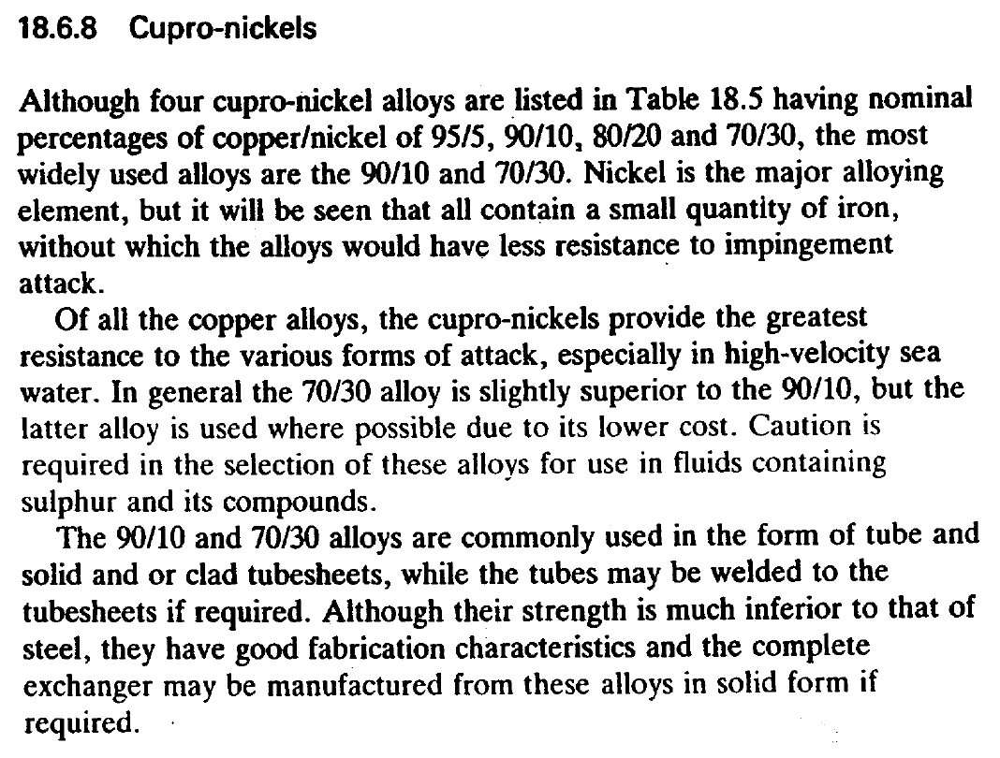 18.6.8 Cupro-nickels
Although four cupro-nickel alloys are listed in Table 18.5 having nominal
percentages of copper/nickel of 95/5, 90/10, 80/20 and 70/30, the most
widely used alloys are the 90/10 and 70/30. Nickel is the major alloying
element, but it will be seen that all contain a small quantity of iron,
without which the alloys would have less resistance to impingement
attack.
Of all the copper alloys, the cupro-nickels provide the greatest
resistance to the various forms of attack, especially in high-velocity sea
water. In general the 70/30 alloy is slightly superior to the 90/10, but the
latter alloy is used where possible due to its lower cost. Caution is
required in the selection of these alloys for use in fluids containing
sulphur and its compounds.
The 90/10 and 70/30 alloys are commonly used in the form of tube and
solid and or clad tubesheets, while the tubes may be welded to the
tubesheets if required. Although their strength is much inferior to that of
steel, they have good fabrication characteristics and the complete
exchanger may be manufactured from these alloys in solid form if
required.